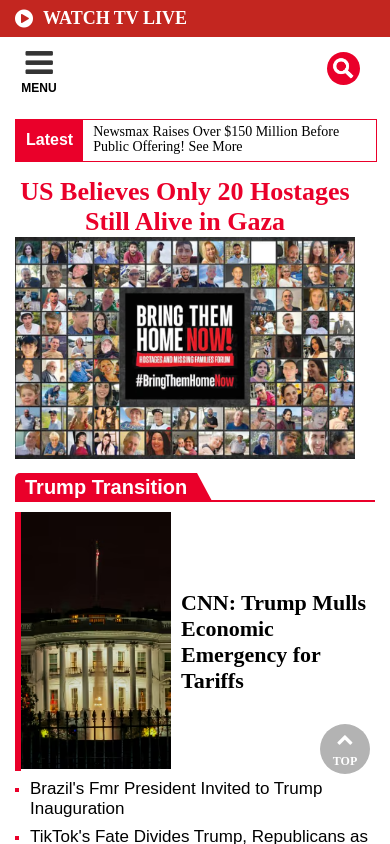 WATCH TV LIVE
MENU
Latest
Newsmax Raises Over $150 Million Before
Public Offering! See More
US Believes Only 20 Hostages
Still Alive in Gaza
BRING THEM
HOME NOW!
HOSTAGES AND MISSING FAMILIES FORUM
#BringThemHomeNow
Trump Transition
CNN: Trump Mulls
Economic
Emergency for
Tariffs
TOP
Brazil's Fmr President Invited to Trump
Inauguration
TikTok's Fate Divides Trump, Republicans as